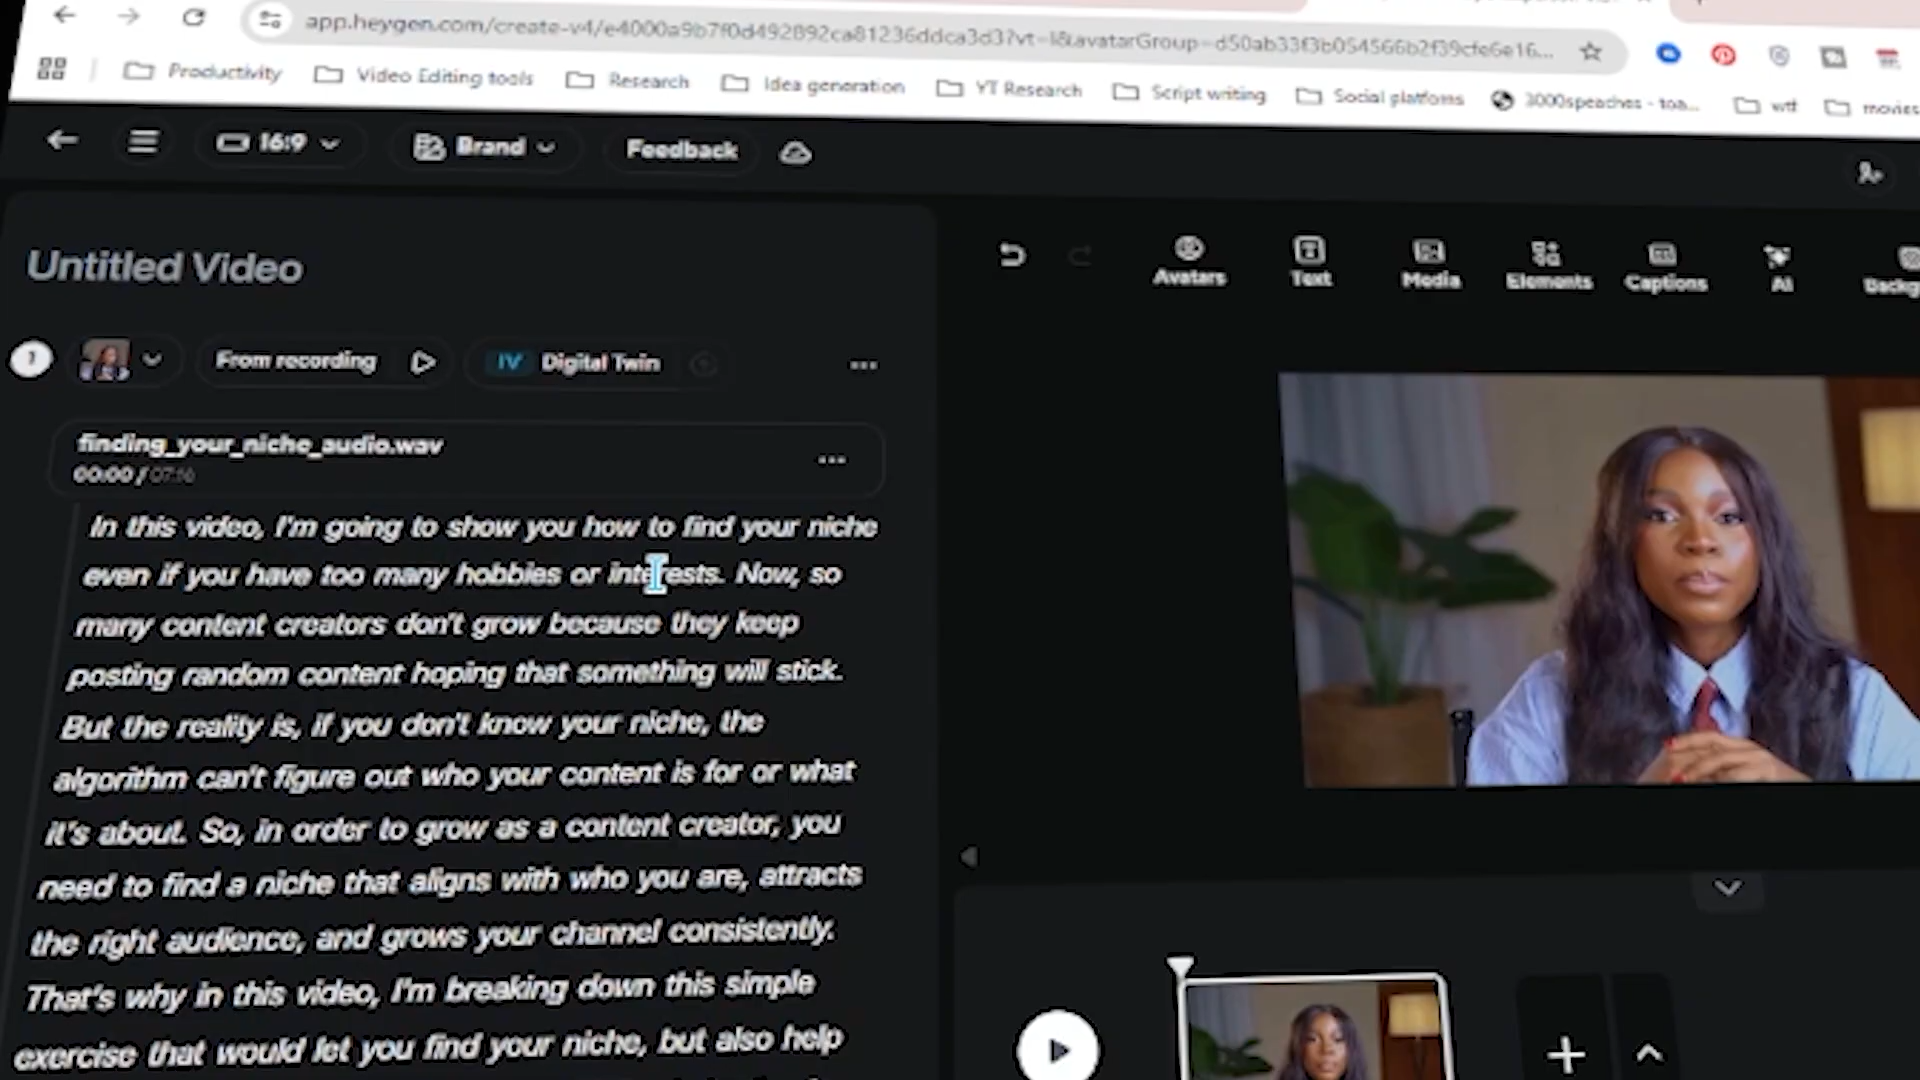 app.heygen.com/create-v4/
Productivity
Video Editing tools
Research
Idea generation
YT Research
Script writing
Social platforms
3000speaches - toa...
wtf
movies
16:9
Brand
Feedback
Untitled Video
Avatars
Text
Media
Elements
Captions
AI
Backg
1
From recording
IV Digital Twin
finding_your_niche_audio.wav
00:00 / 07:16
In this video, I'm going to show you how to find your niche
even if you have too many hobbies or interests. Now, so
many content creators don't grow because they keep
posting random content hoping that something will stick.
But the reality is, if you don't know your niche, the
algorithm can't figure out who your content is for or what
it's about. So, in order to grow as a content creator, you
need to find a niche that aligns with who you are, attracts
the right audience, and grows your channel consistently.
That's why in this video, I'm breaking down this simple
exercise that would let you find your niche, but also help